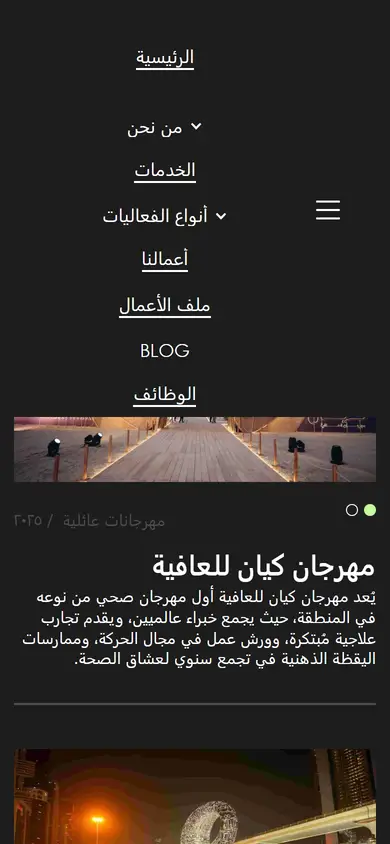 الرئيسية
من نحن
الخدمات
أنواع الفعاليات
أعمالنا
ملف الأعمال
BLOG
الوظائف
مهرجانات عائلية / ٢٠٢٥
مهرجان كيان للعافية
يُعد مهرجان كيان للعافية أول مهرجان صحي من نوعه
في المنطقة، حيث يجمع خبراء عالميين، ويقدم تجارب
علاجية مُبتكرة، وورش عمل في مجال الحركة، وممارسات
اليقظة الذهنية في تجمع سنوي لعشاق الصحة.